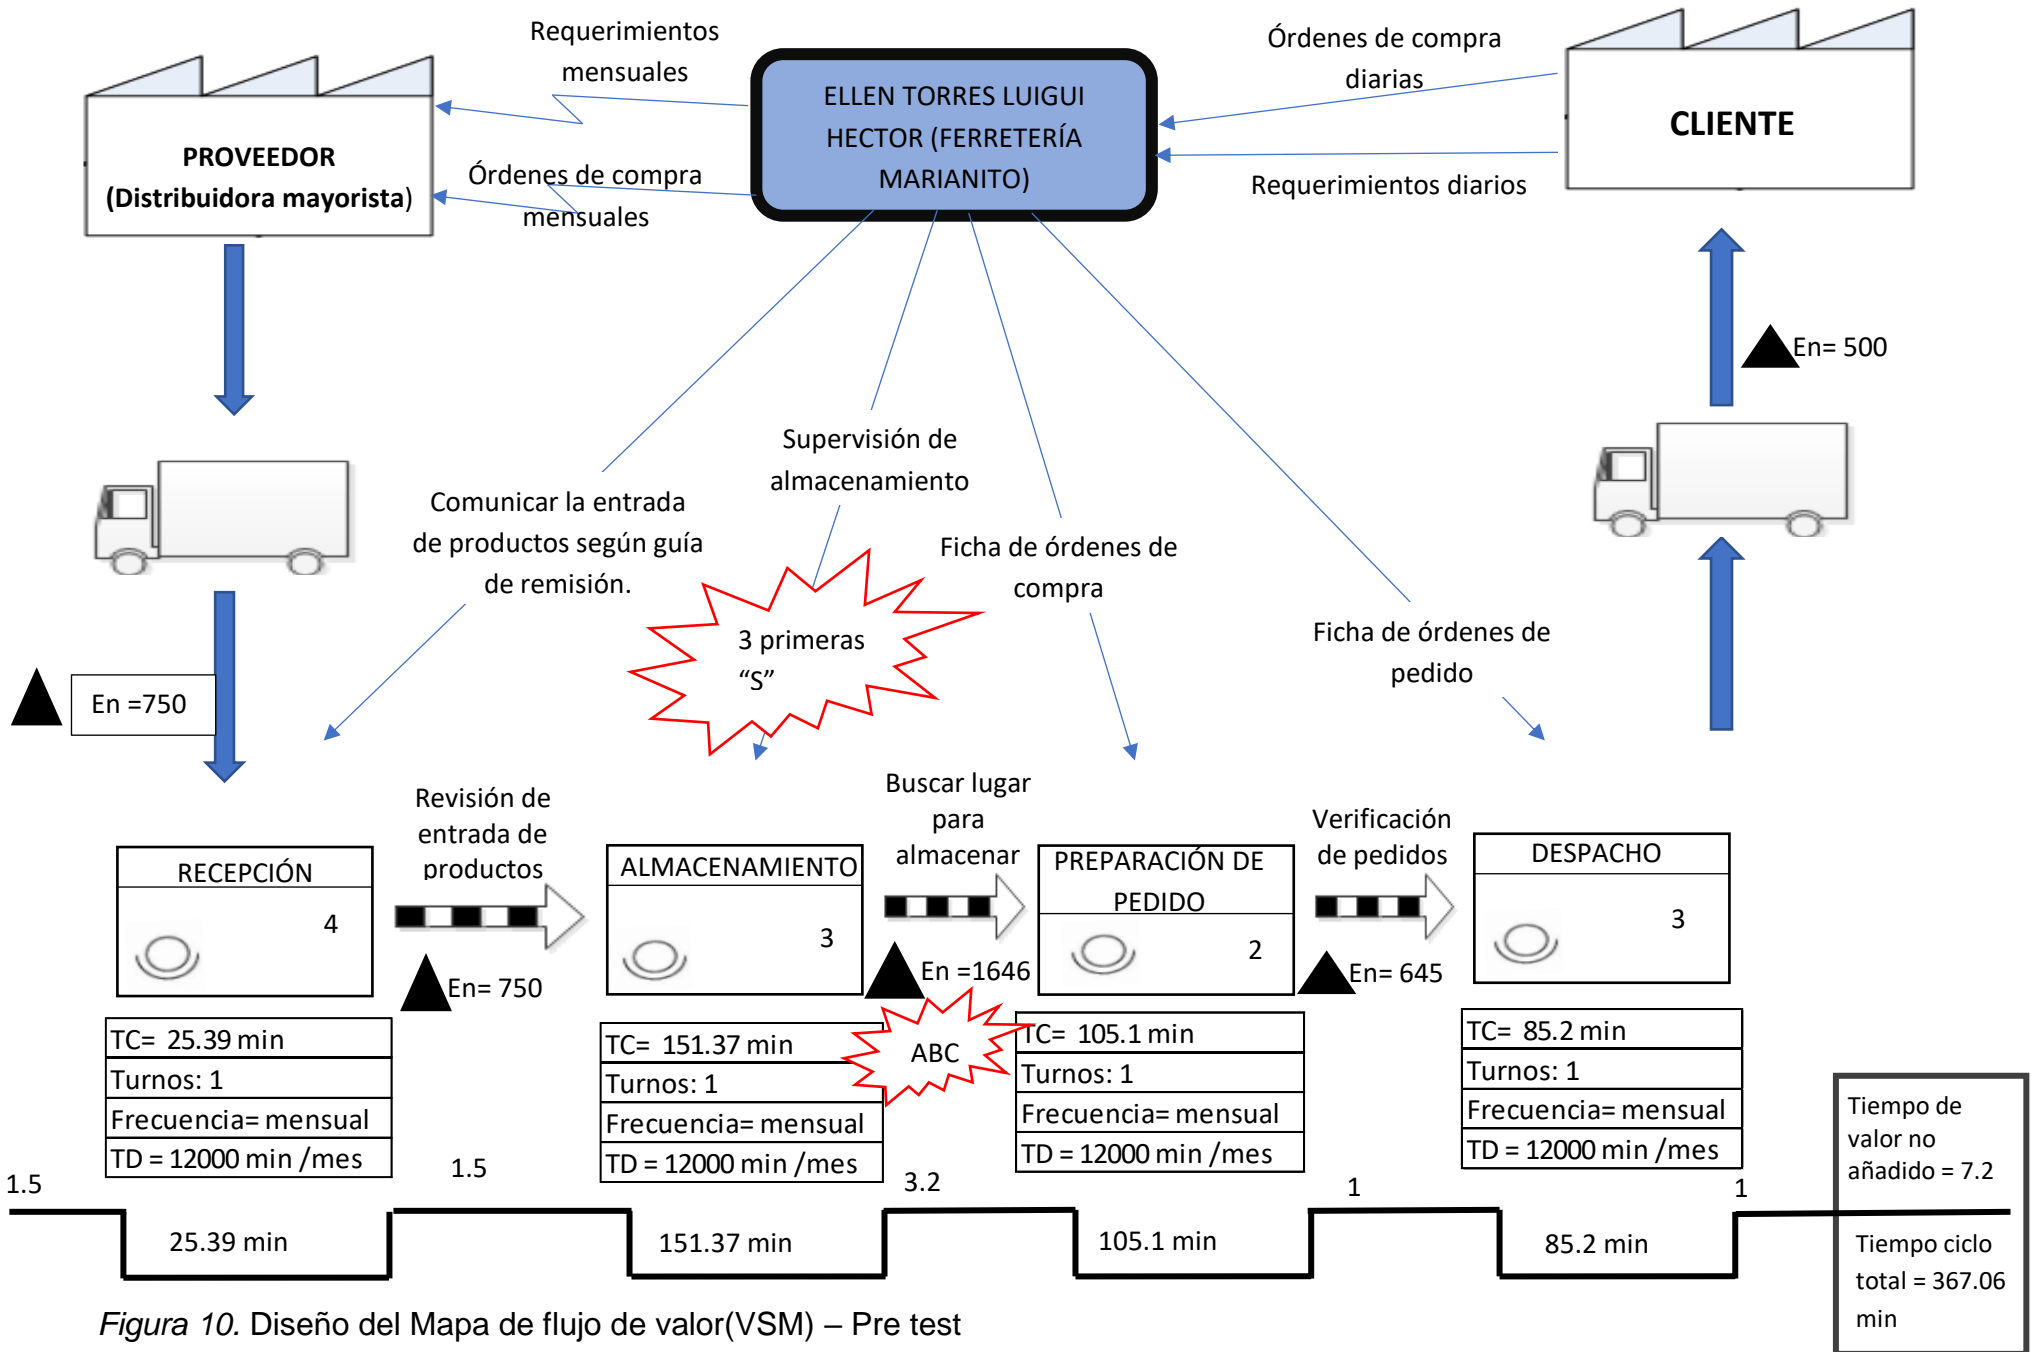 Requerimientos
mensuales
Órdenes de compra
diarias
ELLEN TORRES LUIGUI
HECTOR (FERRETERÍA
MARIANITO)
CLIENTE
PROVEEDOR
(Distribuidora mayorista)
Órdenes de compra
mensuales
Requerimientos diarios
En= 500
Supervisión de
almacenamiento
Comunicar la entrada
de productos según guía
de remisión.
Ficha de órdenes de
compra
3 primeras
“S”
Ficha de órdenes de
pedido
En =750
Revisión de
entrada de
productos
Buscar lugar
para
almacenar
Verificación
de pedidos
RECEPCIÓN
4
ALMACENAMIENTO
3
PREPARACIÓN DE
PEDIDO
2
DESPACHO
3
En= 750
En =1646
En= 645
ABC
TC= 25.39 min
Turnos: 1
Frecuencia= mensual
TD = 12000 min /mes
TC= 151.37 min
Turnos: 1
Frecuencia= mensual
TD = 12000 min /mes
TC= 105.1 min
Turnos: 1
Frecuencia= mensual
TD = 12000 min /mes
TC= 85.2 min
Turnos: 1
Frecuencia= mensual
TD = 12000 min /mes
1.5
1.5
3.2
1
1
25.39 min
151.37 min
105.1 min
85.2 min
Tiempo de
valor no
añadido = 7.2
Tiempo ciclo
total = 367.06
min
Figura 10. Diseño del Mapa de flujo de valor(VSM) – Pre test